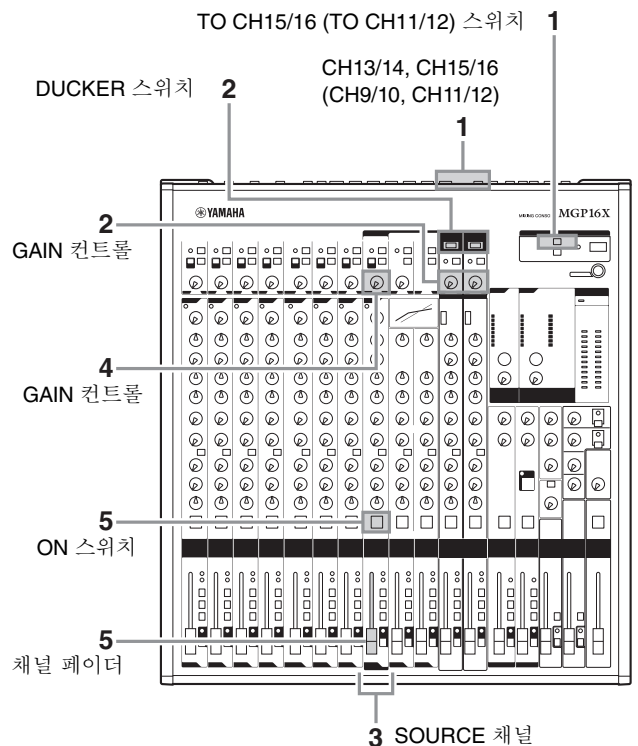 TO CH15/16 (TO CH11/12) 스위치 1
CH13/14, CH15/16
(CH9/10, CH11/12)
1
DUCKER 스위치 2
YAMAHA
MIXING CONSOLE MGP16X
2
GAIN 컨트롤
4
GAIN 컨트롤
5
ON 스위치
5
채널 페이더
3 SOURCE 채널